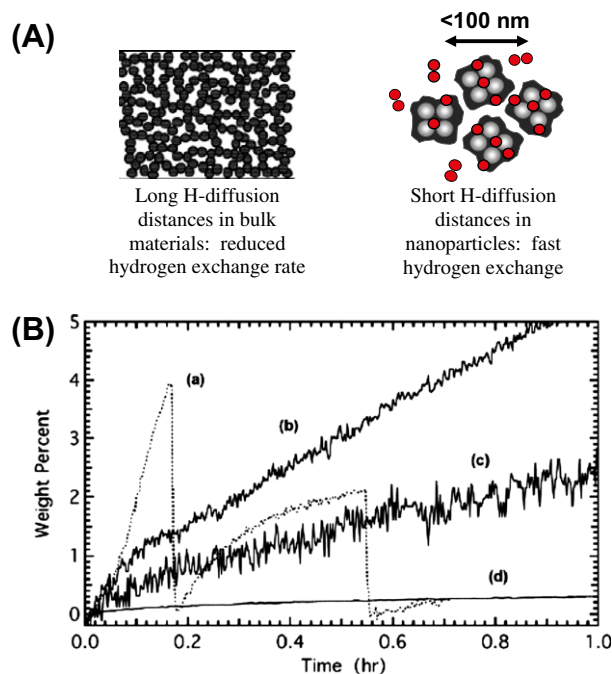 (A)
<100 nm
Long H-diffusion
distances in bulk
materials: reduced
hydrogen exchange rate
Short H-diffusion
distances in
nanoparticles: fast
hydrogen exchange
(B)
5
4
3
2
1
0
Weight Percent
(a)
(b)
(c)
(d)
0.0
0.2
0.4
0.6
0.8
1.0
Time (hr)